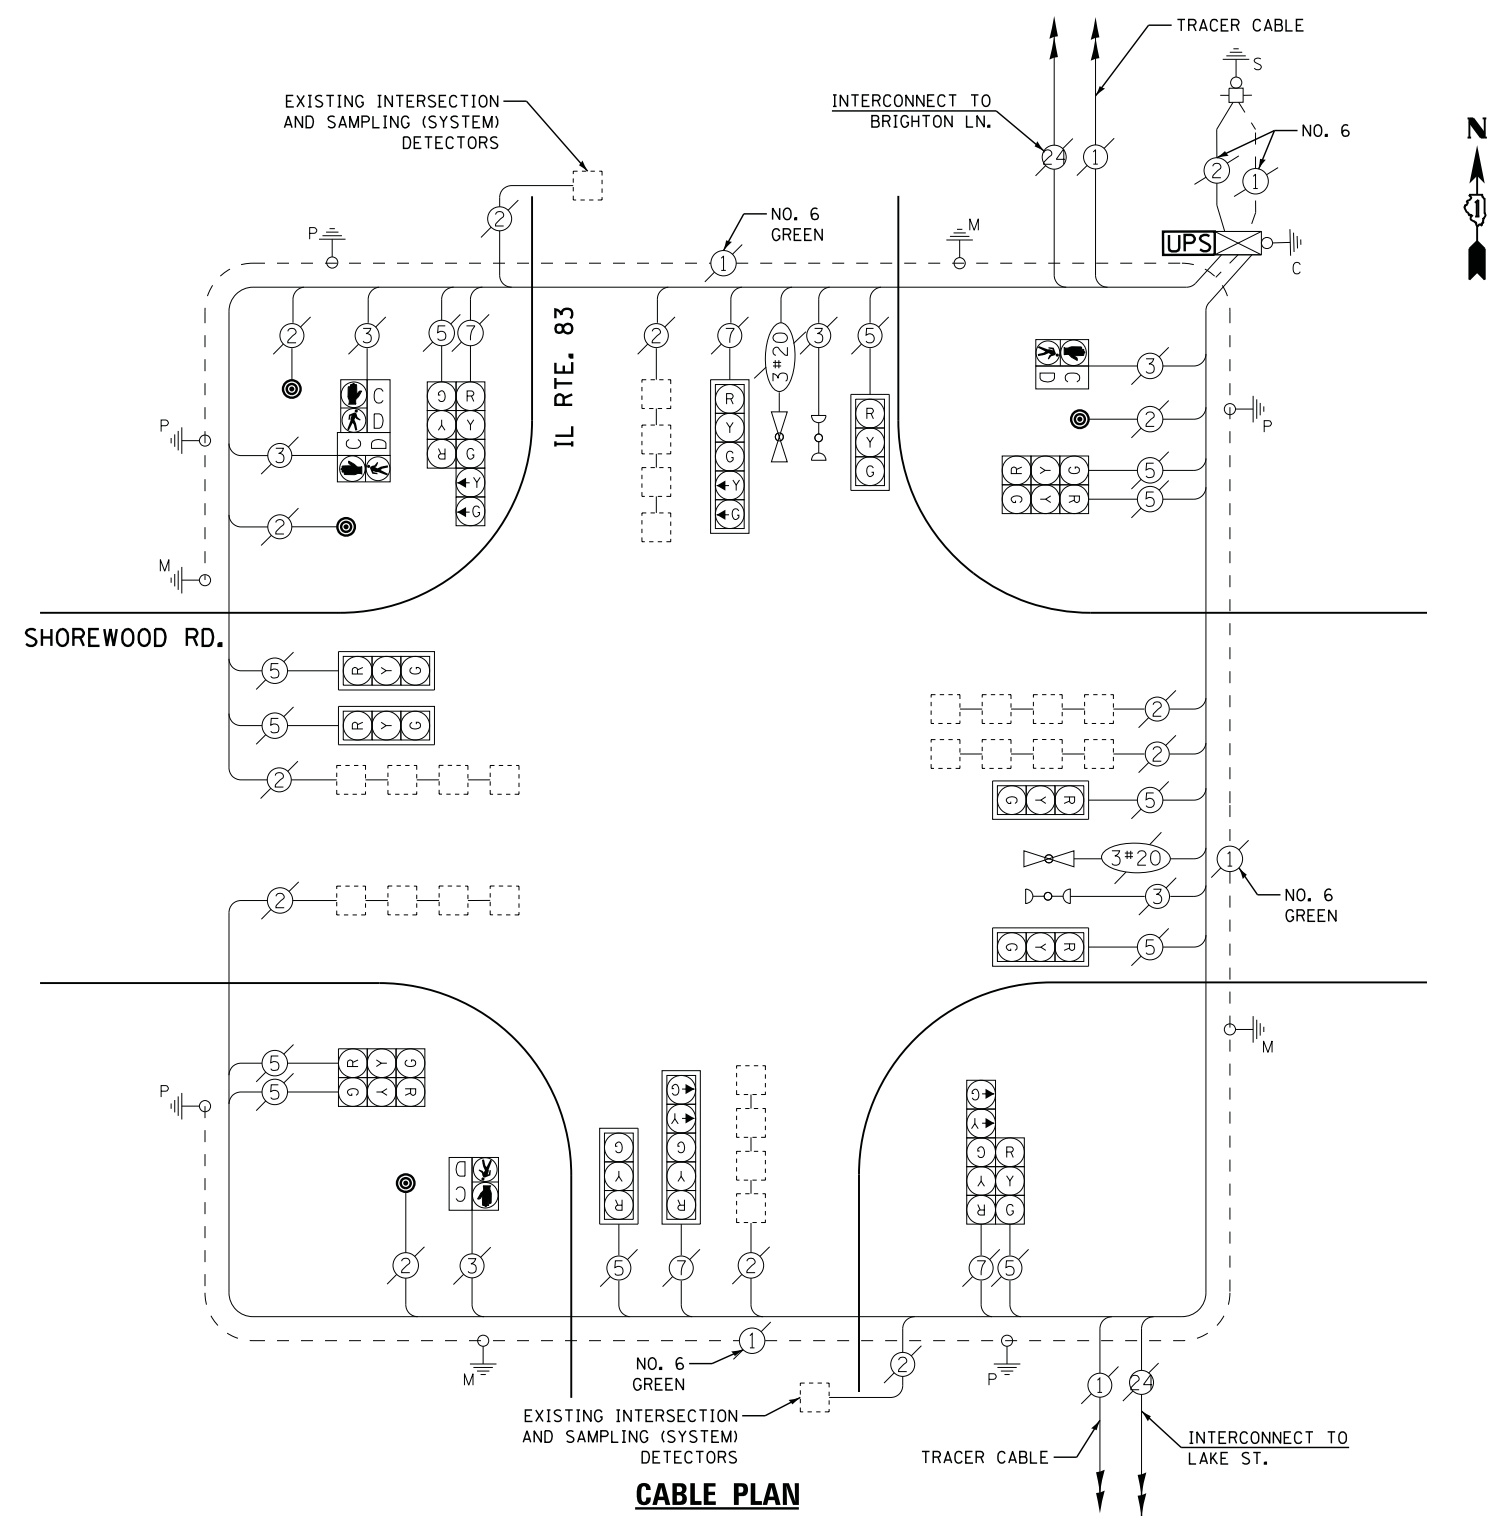 TRACER CABLE
S
EXISTING INTERSECTION
AND SAMPLING (SYSTEM)
DETECTORS
INTERCONNECT TO
BRIGHTON LN.
NO. 6
N
24
1
2
1
1
2
NO. 6
GREEN
P
M
UPS
1
C
2
3
5
7
IL RTE. 83
2
7
3#20
3
5
3
C
D
G
R
Y
Y
R
G
Y
G
R
Y
G
Y
G
R
Y
G
D
C
2
P
P
3
C
D
R
Y
G
5
G
Y
R
5
2
M
SHOREWOOD RD.
5
R
Y
G
5
R
Y
G
2
2
2
G
Y
R
5
3#20
1
3
NO. 6
GREEN
2
G
Y
R
5
M
5
R
Y
G
5
G
Y
R
P
G
Y
G
Y
R
G
Y
R
G
Y
G
Y
R
R
Y
G
D
C
2
3
5
7
2
7
5
M
1
NO. 6
GREEN
P
2
1
24
EXISTING INTERSECTION
AND SAMPLING (SYSTEM)
DETECTORS
TRACER CABLE
INTERCONNECT TO
LAKE ST.
CABLE PLAN